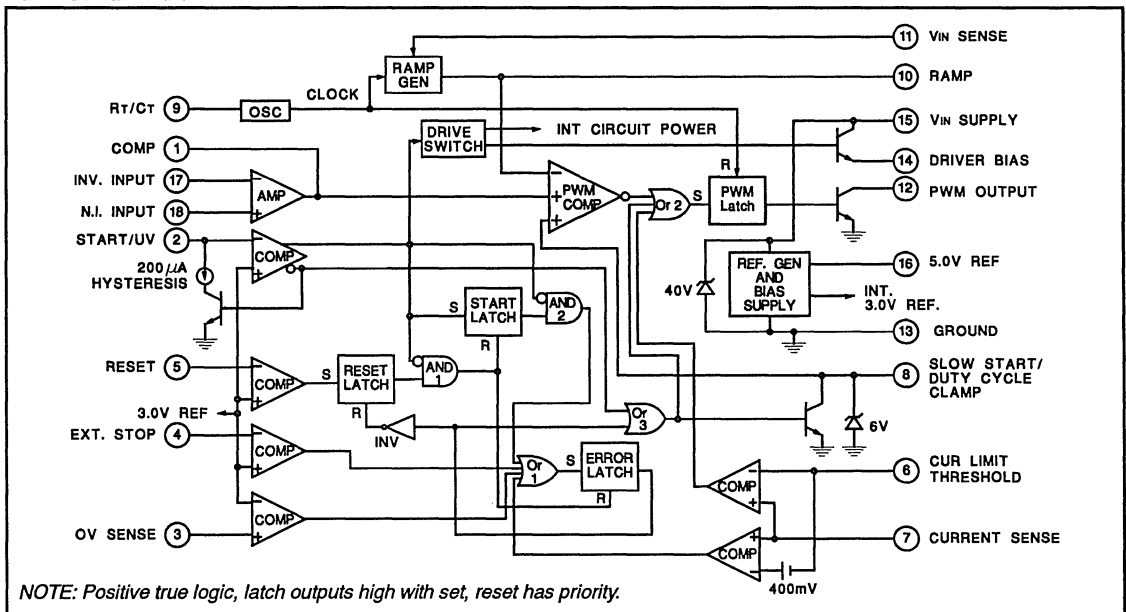 11 VIN SENSE
RAMP GEN
10 RAMP
CLOCK
RT/CT 9
OSC
15 VIN SUPPLY
DRIVE SWITCH
INT CIRCUIT POWER
COMP 1
14 DRIVER BIAS
R
INV. INPUT 17
AMP
PWM COMP
Or 2
S
PWM Latch
12 PWM OUTPUT
N.I. INPUT 18
START/UV 2
COMP
200 µA HYSTERESIS
40V
REF. GEN AND BIAS SUPPLY
16 5.0V REF
INT. 3.0V REF.
S
START LATCH
R
AND 2
13 GROUND
RESET 5
COMP
S
RESET LATCH
R
AND 1
8 SLOW START/
DUTY CYCLE
CLAMP
3.0V REF
INV
Or 3
6V
EXT. STOP 4
COMP
Or 1
S
ERROR LATCH
R
COMP
6 CUR LIMIT
THRESHOLD
COMP
OV SENSE 3
COMP
7 CURRENT SENSE
400mV
NOTE: Positive true logic, latch outputs high with set, reset has priority.